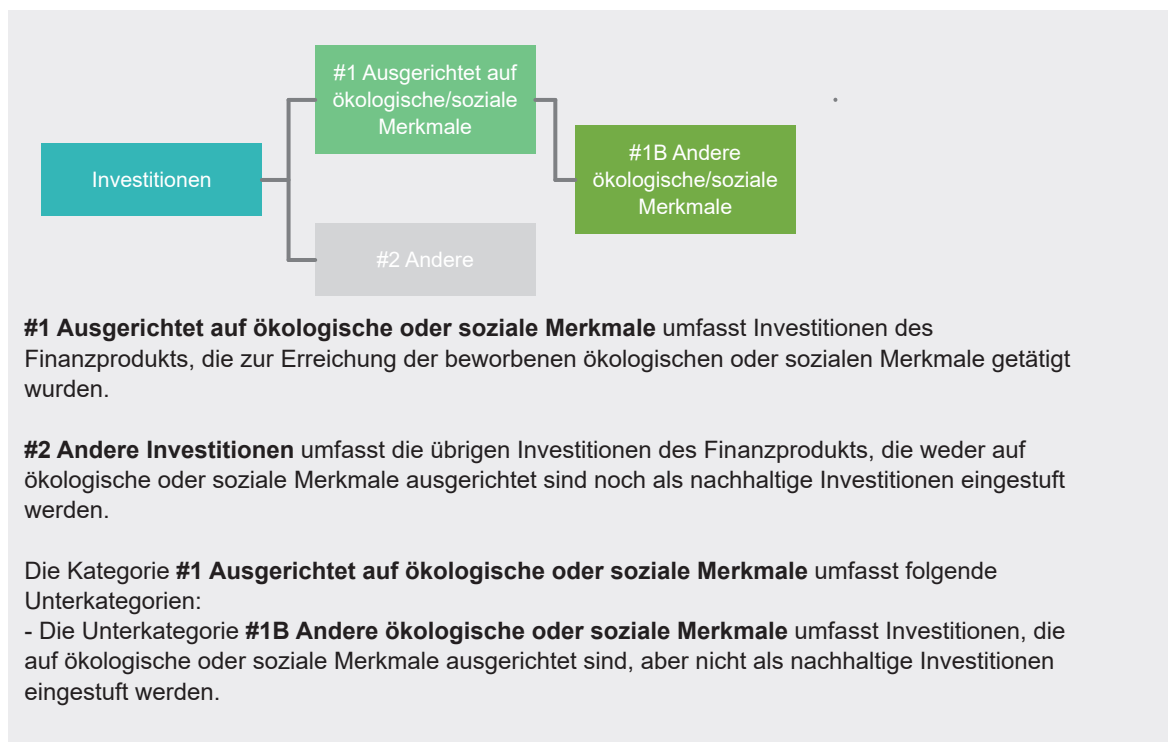 #1 Ausgerichtet auf
ökologische/soziale
Merkmale
Investitionen
#1B Andere
ökologische/soziale
Merkmale
#2 Andere
#1 Ausgerichtet auf ökologische oder soziale Merkmale umfasst Investitionen des
Finanzprodukts, die zur Erreichung der beworbenen ökologischen oder sozialen Merkmale getätigt
wurden.
#2 Andere Investitionen umfasst die übrigen Investitionen des Finanzprodukts, die weder auf
ökologische oder soziale Merkmale ausgerichtet sind noch als nachhaltige Investitionen eingestuft
werden.
Die Kategorie #1 Ausgerichtet auf ökologische oder soziale Merkmale umfasst folgende
Unterkategorien:
- Die Unterkategorie #1B Andere ökologische oder soziale Merkmale umfasst Investitionen, die
auf ökologische oder soziale Merkmale ausgerichtet sind, aber nicht als nachhaltige Investitionen
eingestuft werden.